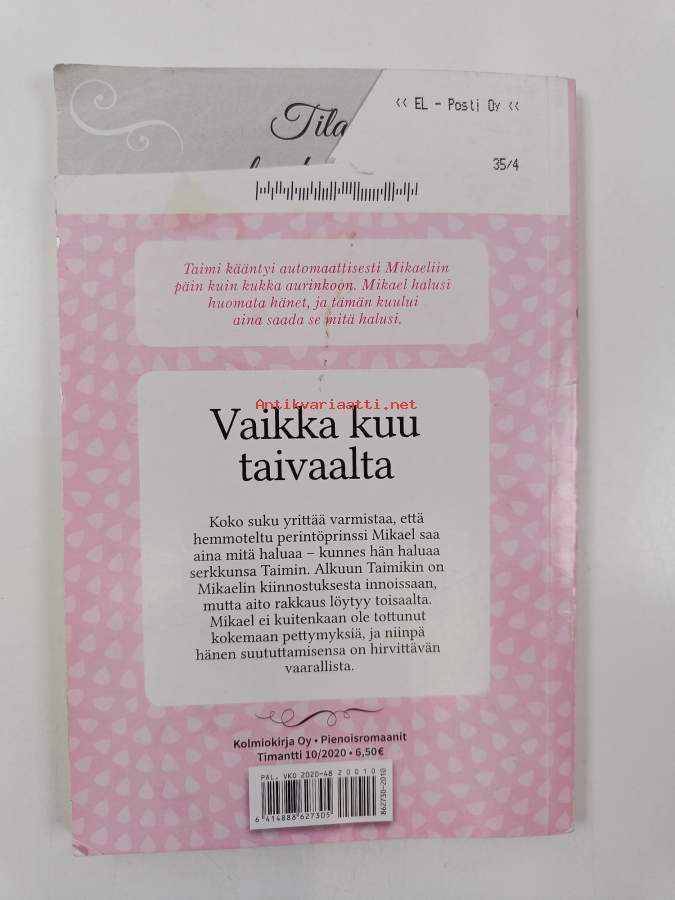 Tila
<< EL - Posti Oy <<
35/4
Taimi kääntyi automaattisesti Mikaeliin
päin kuin kukka aurinkoon. Mikael halusi
huomata hänet, ja tämän kuului
aina saada se mitä halusi.
Antikvariaatti.net
Vaikka kuu
taivaalta
Koko suku yrittää varmistaa, että
hemmoteltu perintöprinssi Mikael saa
aina mitä haluaa – kunnes hän haluaa
serkkunsa Taimin. Alkuun Taimikin on
Mikaelin kiinnostuksesta innoissaan,
mutta aito rakkaus löytyy toisaalta.
Mikael ei kuitenkaan ole tottunut
kokemaan pettymyksiä, ja niinpä
hänen suututtamisensa on hirvittävän
vaarallista.
Kolmiokirja Oy • Pienoisromaanit
Timantti 10/2020 • 6,50 €
PAL. VKO 2020-48
20010
6 414888 627305
862730-2010